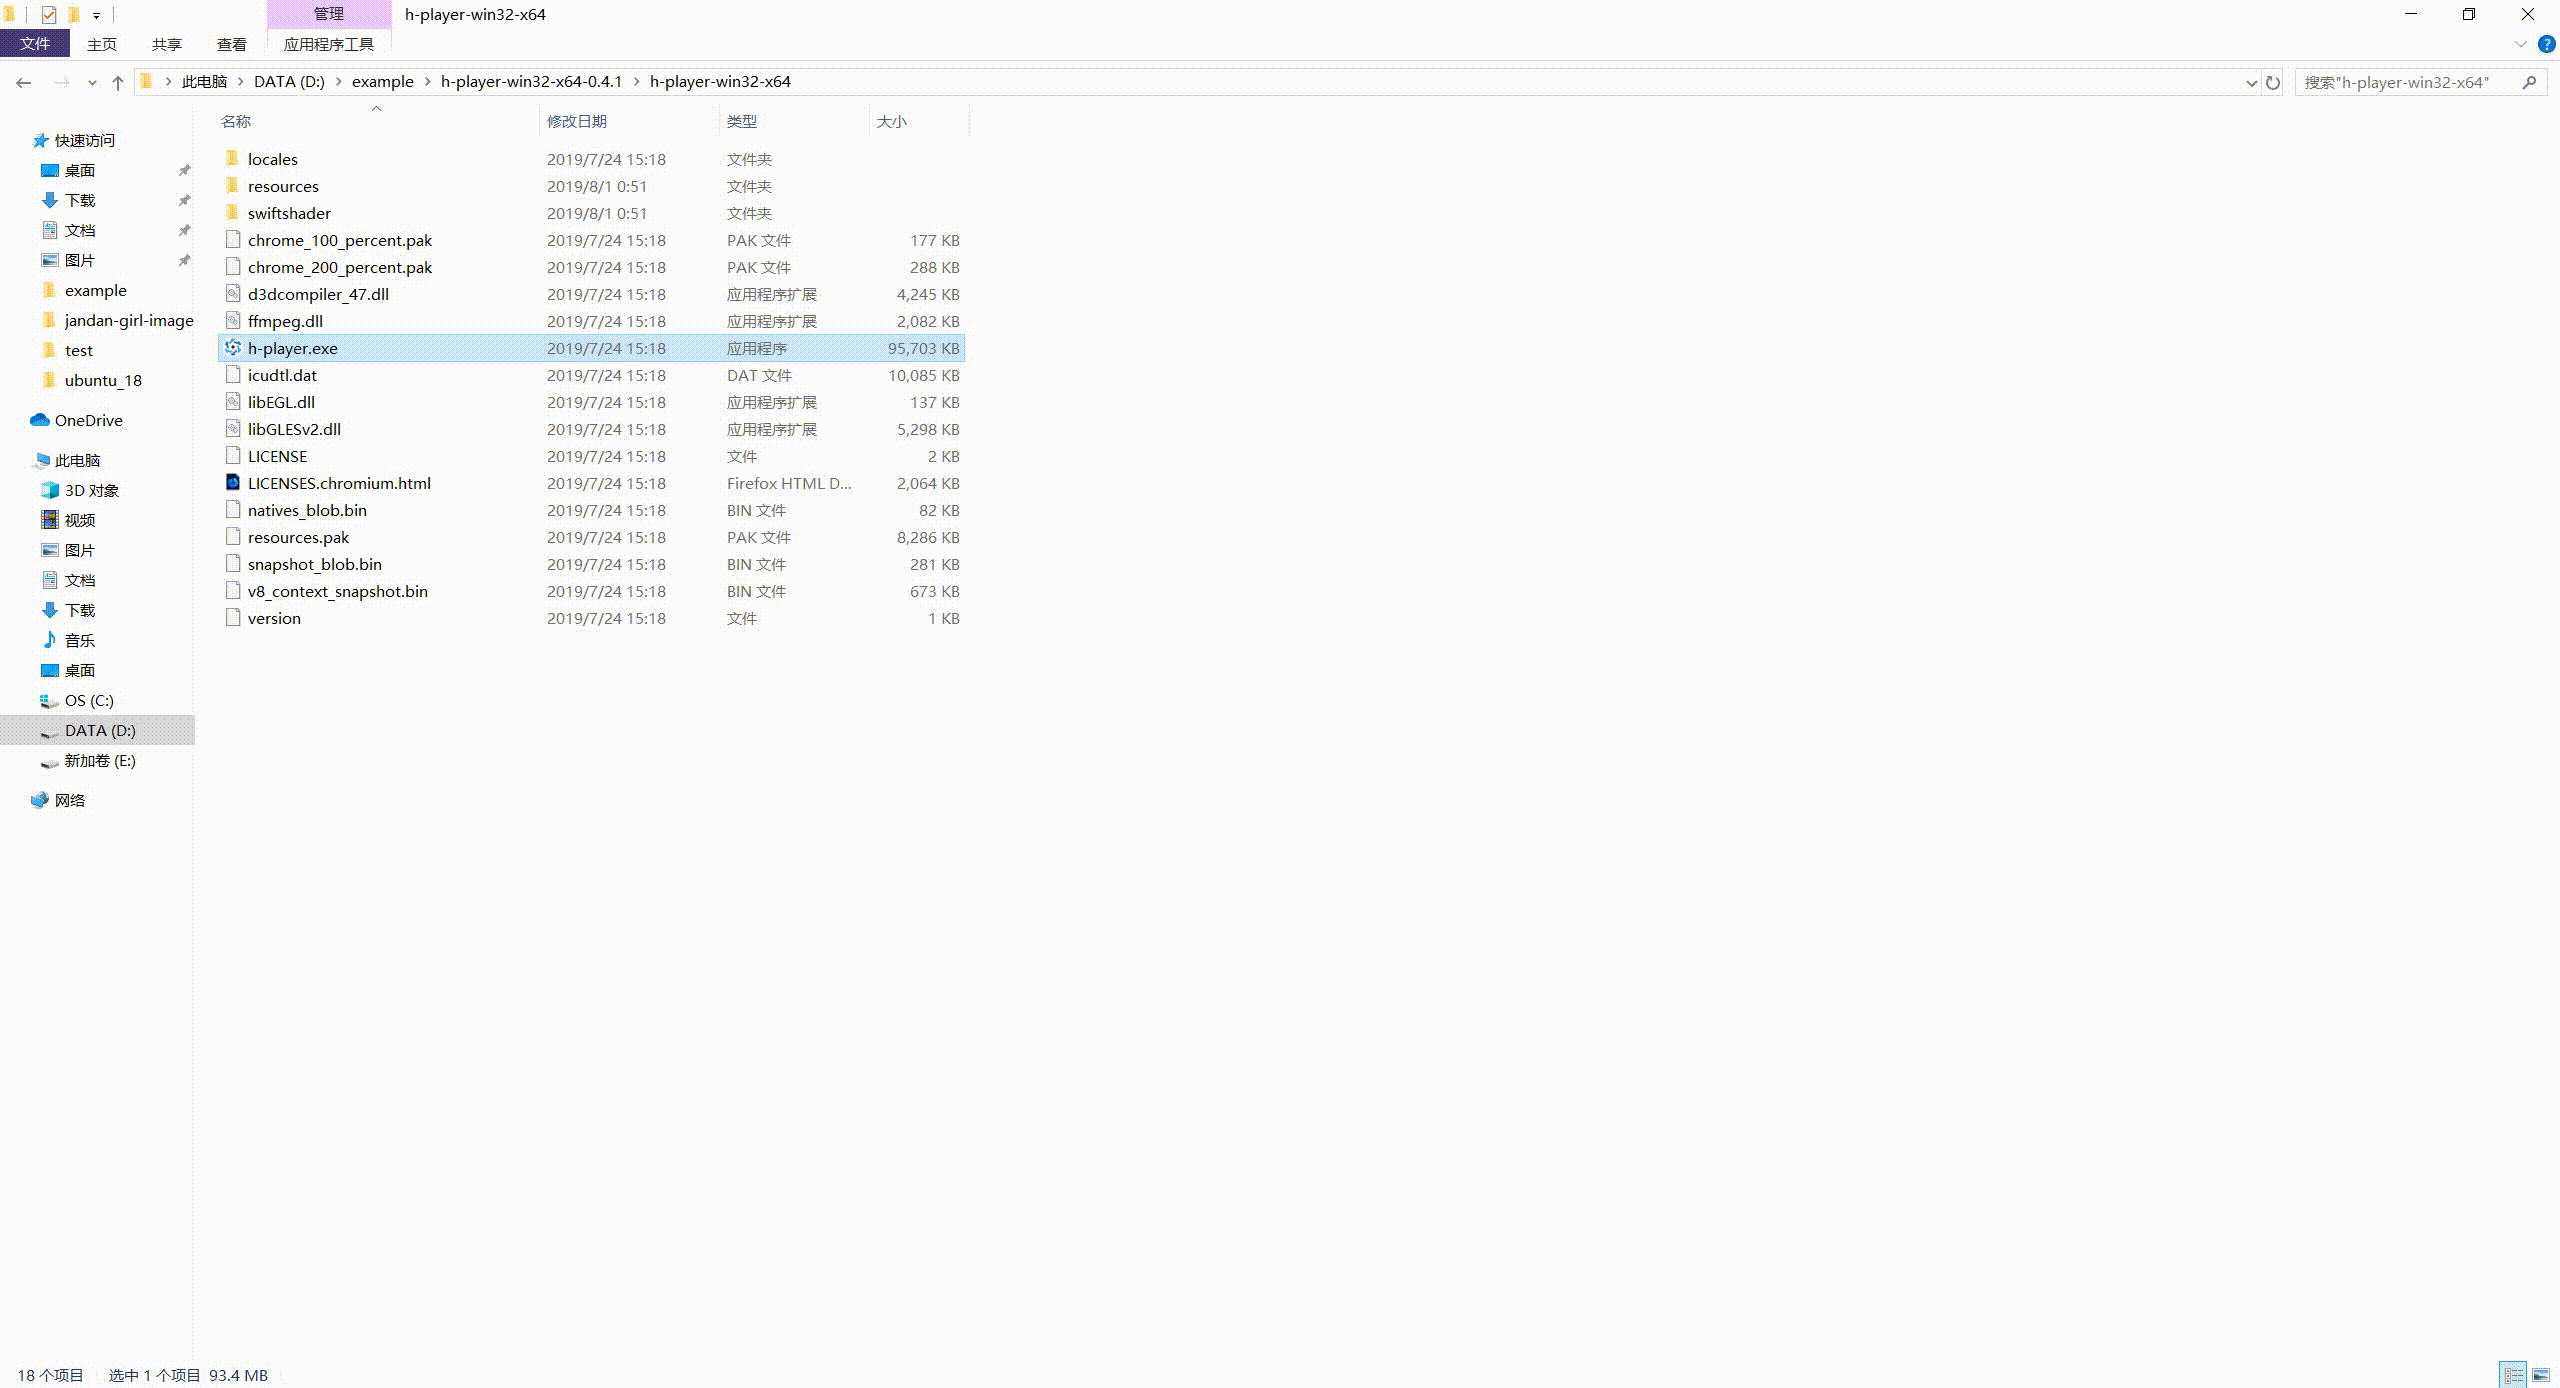 管理 h-player-win32-x64
文件 主页 共享 查看 应用程序工具
此电脑 DATA (D:) example h-player-win32-x64-0.4.1 h-player-win32-x64 搜索"h-player-win32-x64"
快速访问
桌面
下载
文档
图片
example
jandan-girl-image
test
ubuntu_18
OneDrive
此电脑
3D 对象
视频
图片
文档
下载
音乐
桌面
OS (C:)
DATA (D:)
新加卷 (E:)
网络
名称 修改日期 类型 大小
locales 2019/7/24 15:18 文件夹
resources 2019/8/1 0:51 文件夹
swiftshader 2019/8/1 0:51 文件夹
chrome_100_percent.pak 2019/7/24 15:18 PAK 文件 177 KB
chrome_200_percent.pak 2019/7/24 15:18 PAK 文件 288 KB
d3dcompiler_47.dll 2019/7/24 15:18 应用程序扩展 4,245 KB
ffmpeg.dll 2019/7/24 15:18 应用程序扩展 2,082 KB
h-player.exe 2019/7/24 15:18 应用程序 95,703 KB
icudtl.dat 2019/7/24 15:18 DAT 文件 10,085 KB
libEGL.dll 2019/7/24 15:18 应用程序扩展 137 KB
libGLESv2.dll 2019/7/24 15:18 应用程序扩展 5,298 KB
LICENSE 2019/7/24 15:18 文件 2 KB
LICENSES.chromium.html 2019/7/24 15:18 Firefox HTML D... 2,064 KB
natives_blob.bin 2019/7/24 15:18 BIN 文件 82 KB
resources.pak 2019/7/24 15:18 PAK 文件 8,286 KB
snapshot_blob.bin 2019/7/24 15:18 BIN 文件 281 KB
v8_context_snapshot.bin 2019/7/24 15:18 BIN 文件 673 KB
version 2019/7/24 15:18 文件 1 KB
18 个项目 选中 1 个项目 93.4 MB